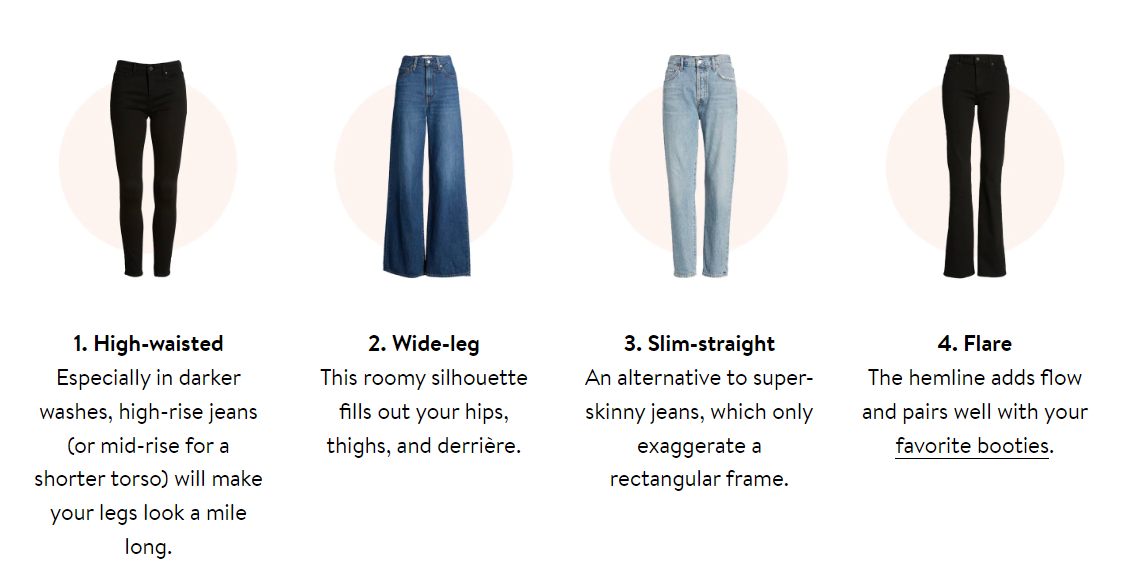 1. High-waisted
Especially in darker
washes, high-rise jeans
(or mid-rise for a
shorter torso) will make
your legs look a mile
long.
2. Wide-leg
This roomy silhouette
fills out your hips,
thighs, and derrière.
3. Slim-straight
An alternative to super-
skinny jeans, which only
exaggerate a
rectangular frame.
4. Flare
The hemline adds flow
and pairs well with your
favorite booties.